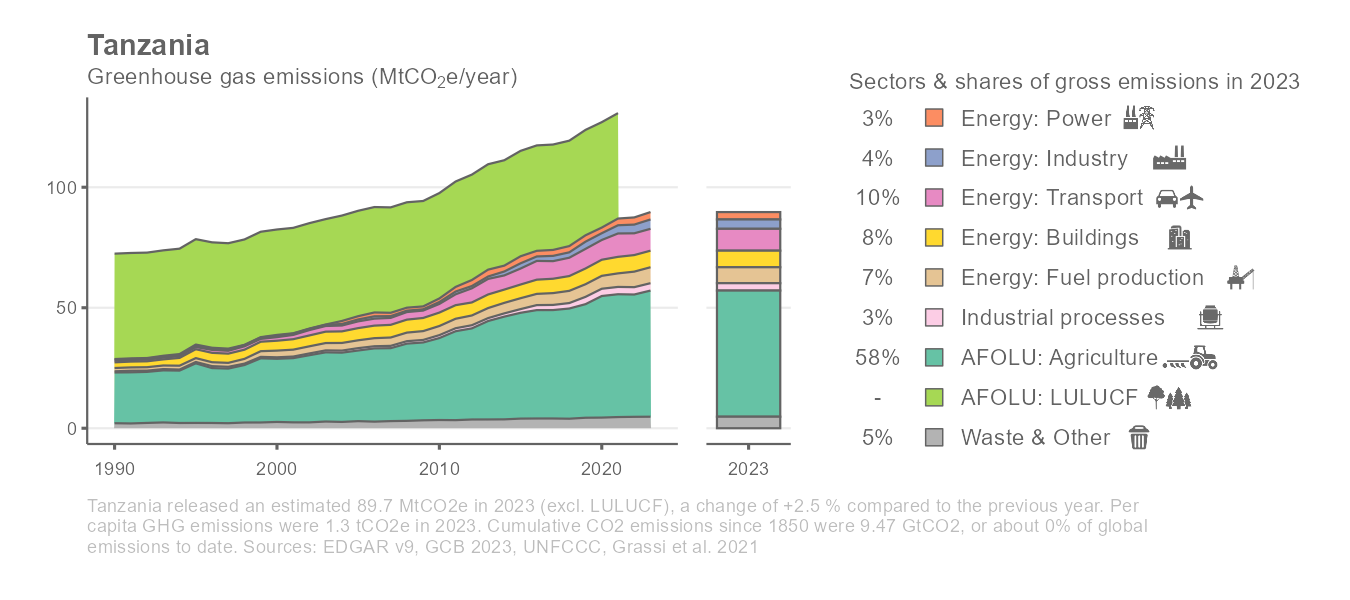 Tanzania
Greenhouse gas emissions (MtCO₂e/year)
Sectors & shares of gross emissions in 2023
3% Energy: Power
4% Energy: Industry
10% Energy: Transport
8% Energy: Buildings
7% Energy: Fuel production
3% Industrial processes
58% AFOLU: Agriculture
- AFOLU: LULUCF
5% Waste & Other
100
50
0
1990 2000 2010 2020 2023
Tanzania released an estimated 89.7 MtCO2e in 2023 (excl. LULUCF), a change of +2.5 % compared to the previous year. Per
capita GHG emissions were 1.3 tCO2e in 2023. Cumulative CO2 emissions since 1850 were 9.47 GtCO2, or about 0% of global
emissions to date. Sources: EDGAR v9, GCB 2023, UNFCCC, Grassi et al. 2021